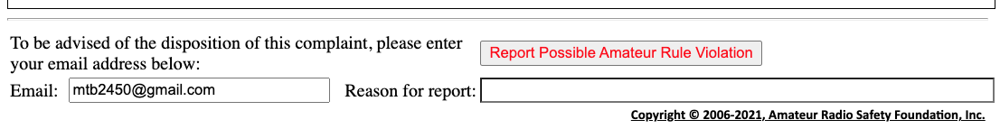 To be advised of the disposition of this complaint, please enter
your email address below:
Report Possible Amateur Rule Violation
Email: mtb2450@gmail.com Reason for report:
Copyright © 2006-2021, Amateur Radio Safety Foundation, Inc.